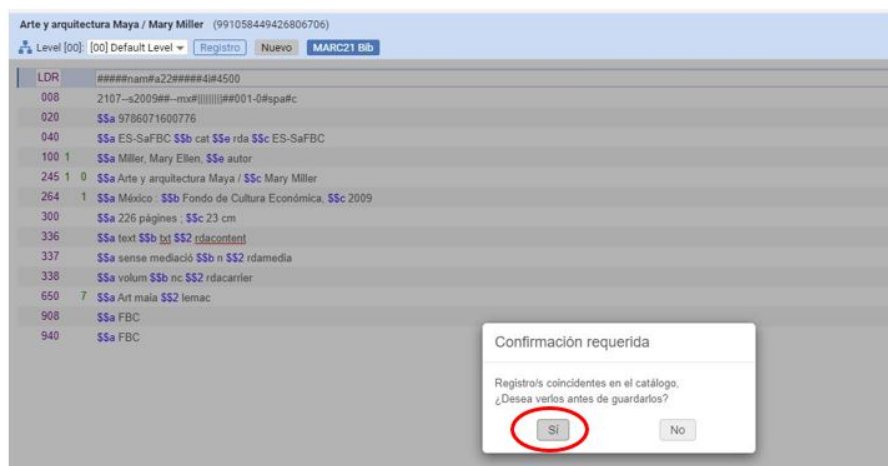 Arte y arquitectura Maya / Mary Miller (991058449426806706)
Level [00]: [00] Default Level Registro Nuevo MARC21 Bib
LDR #####nam#a22#####4i#4500
008 2107--s2009##--mx#||||||||##001-0#spa#c
020 $$a 9786071600776
040 $$a ES-SaFBC $$b cat $$e rda $$c ES-SaFBC
100 1 $$a Miller, Mary Ellen, $$e autor
245 1 0 $$a Arte y arquitectura Maya / $$c Mary Miller
264 1 $$a México : $$b Fondo de Cultura Económica, $$c 2009
300 $$a 226 pàgines ; $$c 23 cm
336 $$a text $$b txt $$2 rdacontent
337 $$a sense mediació $$b n $$2 rdamedia
338 $$a volum $$b nc $$2 rdacarrier
650 7 $$a Art maia $$2 lemac
908 $$a FBC
940 $$a FBC
Confirmación requerida
Registro/s coincidentes en el catálogo,
¿Desea verlos antes de guardarlos?
Sí No